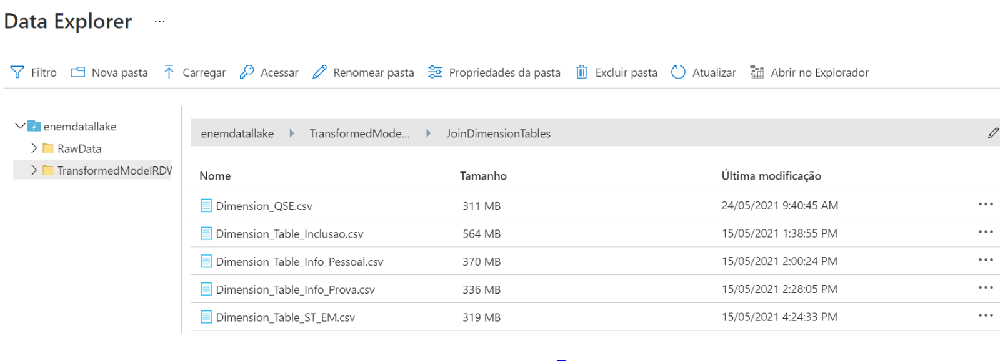 Data Explorer ...
Filtro Nova pasta Carregar Acessar Renomear pasta Propriedades da pasta Excluir pasta Atualizar Abrir no Explorador
enemdatallake
RawData
TransformedModelRDW
enemdatallake TransformedMode... JoinDimensionTables
Nome Tamanho Última modificação
Dimension_QSE.csv 311 MB 24/05/2021 9:40:45 AM
Dimension_Table_Inclusao.csv 564 MB 15/05/2021 1:38:55 PM
Dimension_Table_Info_Pessoal.csv 370 MB 15/05/2021 2:00:24 PM
Dimension_Table_Info_Prova.csv 336 MB 15/05/2021 2:28:05 PM
Dimension_Table_ST_EM.csv 319 MB 15/05/2021 4:24:33 PM